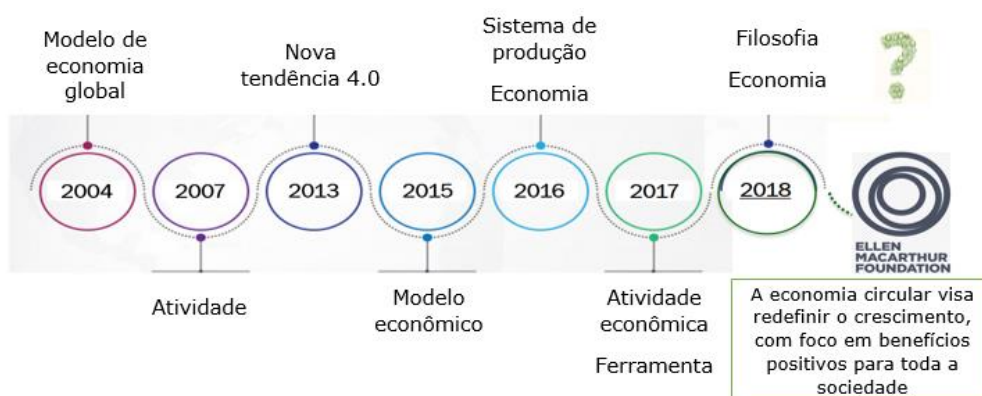 Modelo de
economia
global
Nova
tendência 4.0
Sistema de
produção
Economia
Filosofia
Economia
?
2004
2007
2013
2015
2016
2017
2018
ELLEN
MACARTHUR
FOUNDATION
Atividade
Modelo
econômico
Atividade
econômica
Ferramenta
A economia circular visa
redefinir o crescimento,
com foco em benefícios
positivos para toda a
sociedade